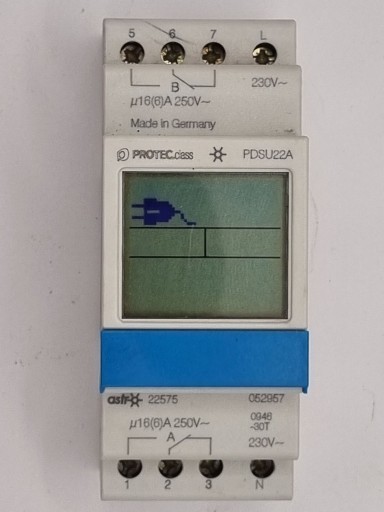 5 6 7 L
B
230V~
µ16(6)A 250V~
Made in Germany
PROTEC.class PDSU22A
astr 22575 052957
µ16(6)A 250V~
0946
-30T
A
230V~
1 2 3 N